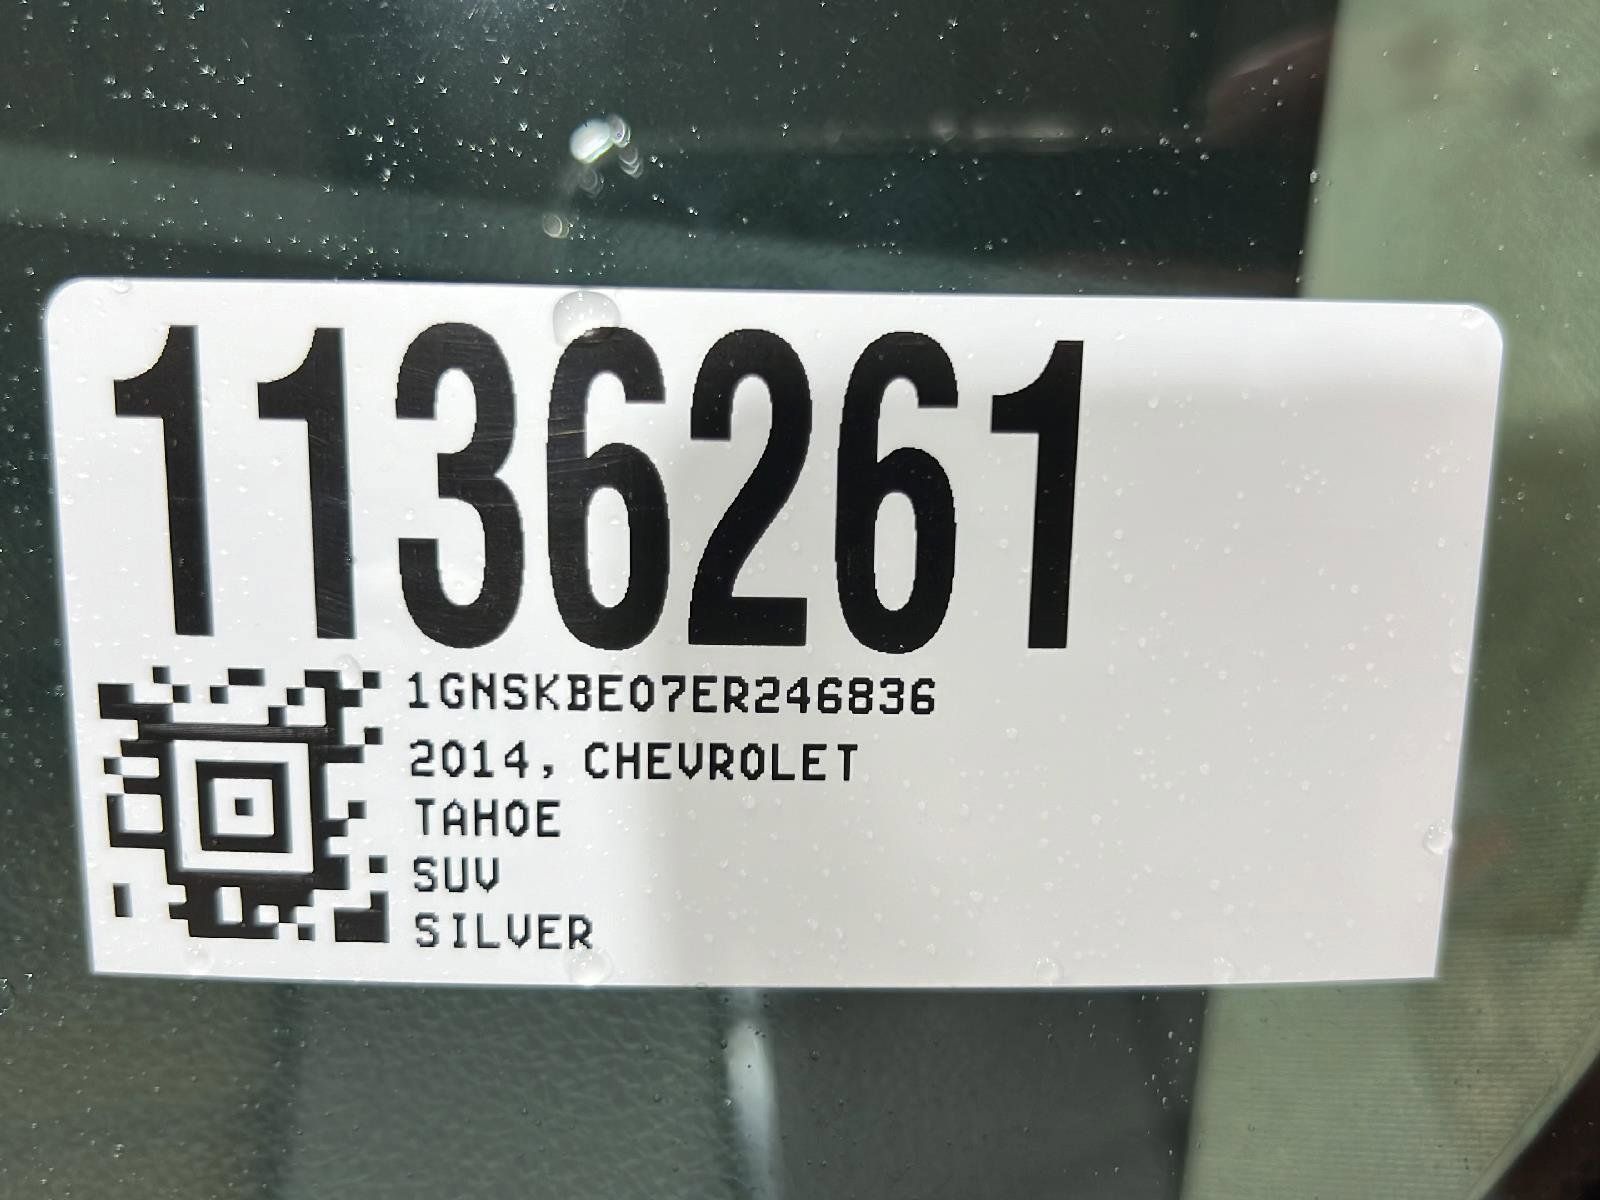 1136261
1GNSKBE07ER246836
2014, CHEVROLET
TAHOE
SUV
SILVER